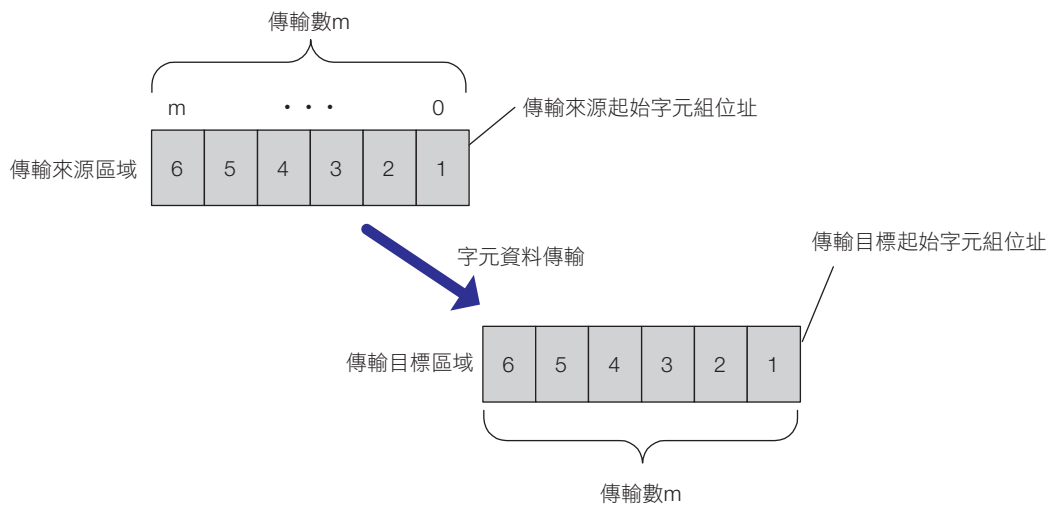 傳輸數m
m ・・・ 0
傳輸來源起始字元組位址
傳輸來源區域 6 5 4 3 2 1
字元資料傳輸
傳輸目標起始字元組位址
傳輸目標區域 6 5 4 3 2 1
傳輸數m